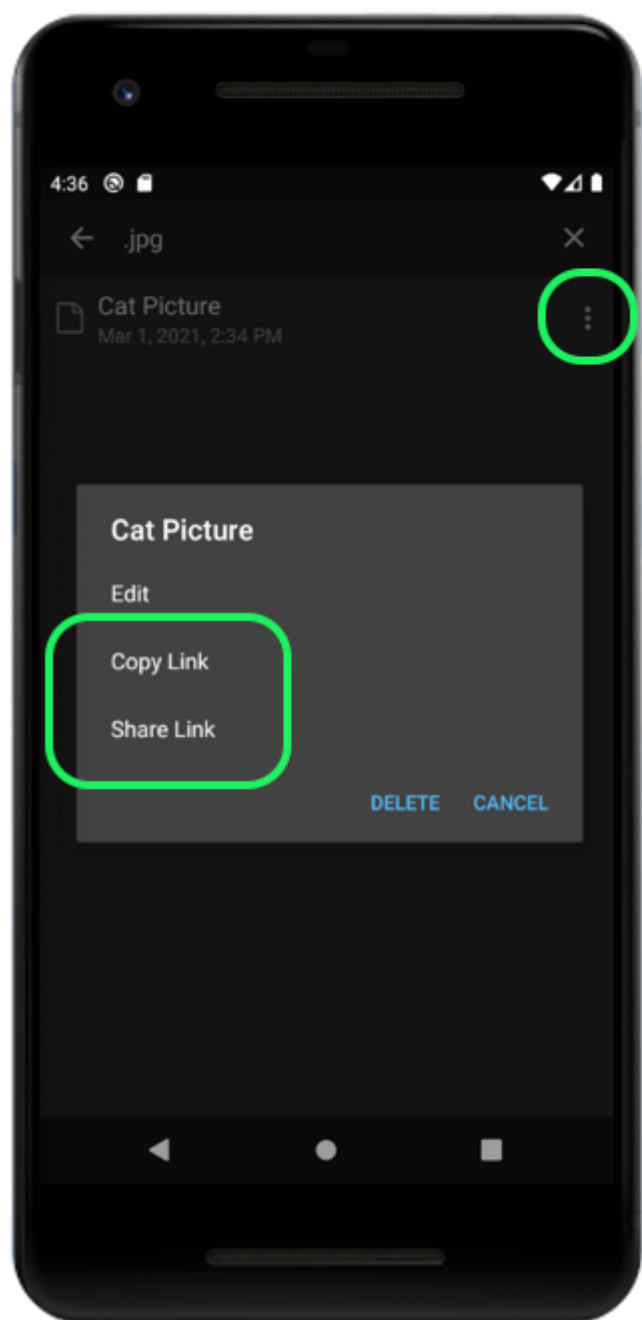 4:36
.jpg
Cat Picture
Mar 1, 2021, 2:34 PM
Cat Picture
Edit
Copy Link
Share Link
DELETE CANCEL